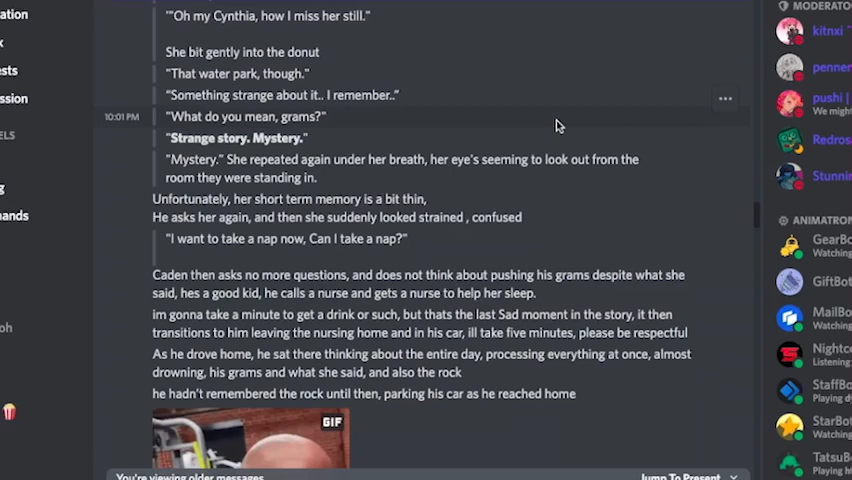 ration
MODERATO
'"Oh my Cynthia, how I miss her still."
kitnxi
She bit gently into the donut
"That water park, though."
penner
"Something strange about it.. I remember.."
pushi |
We migh
10:01 PM
"What do you mean, grams?"
ssion
ests
"Strange story. Mystery."
Redros
ELS
"Mystery." She repeated again under her breath, her eye's seeming to look out from the
room they were standing in.
Stunnin
Unfortunately, her short term memory is a bit thin,
He asks her again, and then she suddenly looked strained , confused
mands
ANIMATRON
"I want to take a nap now, Can I take a nap?"
GearBo
Watching
Caden then asks no more questions, and does not think about pushing his grams despite what she
said, hes a good kid, he calls a nurse and gets a nurse to help her sleep.
GiftBot
im gonna take a minute to get a drink or such, but thats the last Sad moment in the story, it then
transitions to him leaving the nursing home and in his car, ill take five minutes, please be respectful
MailBo
Watching
oh
As he drove home, he sat there thinking about the entire day, processing everything at once, almost
drowning, his grams and what she said, and also the rock
Nightco
Listening
he hadn't remembered the rock until then, parking his car as he reached home
StaffBo
Playing d
GIF
StarBot
Watching
TatsuB
Playing
You're viewing older messages
Jump To Present